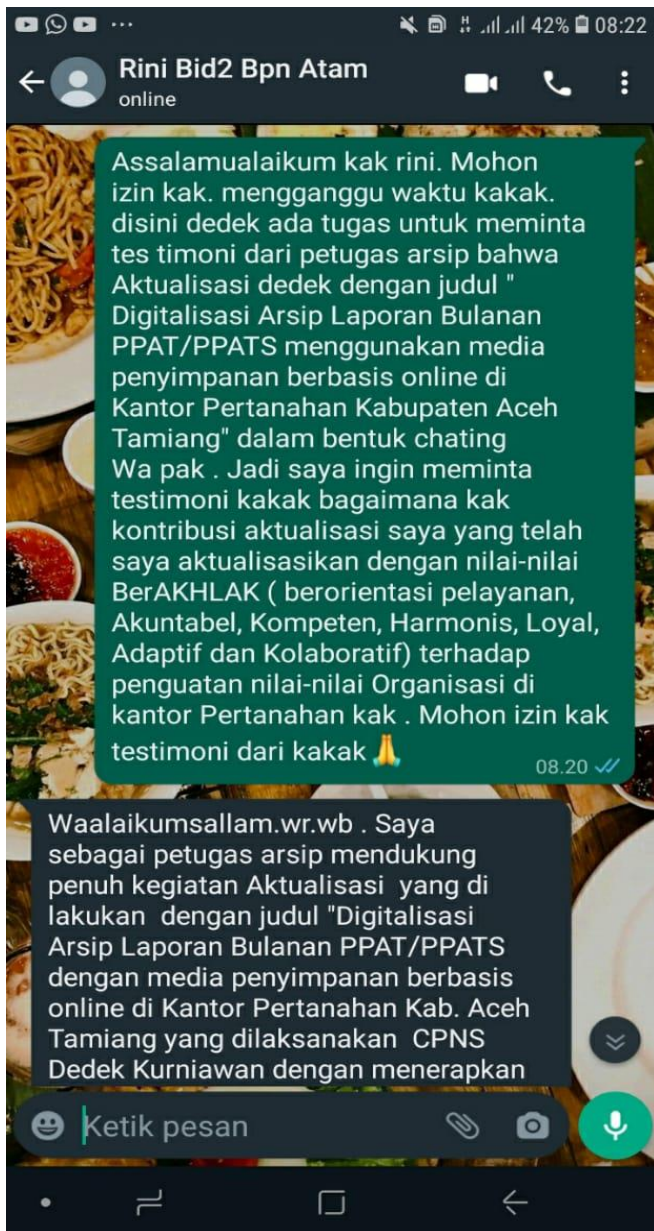 42% 08:22
Rini Bid2 Bpn Atam
online
Assalamualaikum kak rini. Mohon
izin kak. mengganggu waktu kakak.
disini dedek ada tugas untuk meminta
tes timoni dari petugas arsip bahwa
Aktualisasi dedek dengan judul "
Digitalisasi Arsip Laporan Bulanan
PPAT/PPATS menggunakan media
penyimpanan berbasis online di
Kantor Pertanahan Kabupaten Aceh
Tamiang" dalam bentuk chating
Wa pak . Jadi saya ingin meminta
testimoni kakak bagaimana kak
kontribusi aktualisasi saya yang telah
saya aktualisasikan dengan nilai-nilai
BerAKHLAK ( berorientasi pelayanan,
Akuntabel, Kompeten, Harmonis, Loyal,
Adaptif dan Kolaboratif) terhadap
penguatan nilai-nilai Organisasi di
kantor Pertanahan kak . Mohon izin kak
testimoni dari kakak 🙏
08.20
Waalaikumsallam.wr.wb . Saya
sebagai petugas arsip mendukung
penuh kegiatan Aktualisasi yang di
lakukan dengan judul "Digitalisasi
Arsip Laporan Bulanan PPAT/PPATS
dengan media penyimpanan berbasis
online di Kantor Pertanahan Kab. Aceh
Tamiang yang dilaksanakan CPNS
Dedek Kurniawan dengan menerapkan
Ketik pesan